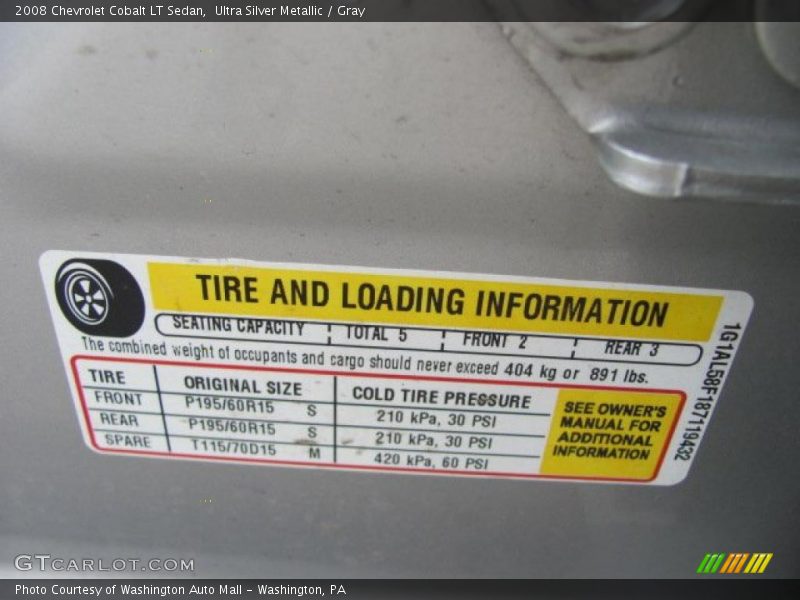 2008 Chevrolet Cobalt LT Sedan, Ultra Silver Metallic / Gray
TIRE AND LOADING INFORMATION
SEATING CAPACITY TOTAL 5 FRONT 2 REAR 3
The combined weight of occupants and cargo should never exceed 404 kg or 891 lbs.
TIRE ORIGINAL SIZE COLD TIRE PRESSURE
FRONT P195/60R15 S 210 kPa, 30 PSI
REAR P195/60R15 S 210 kPa, 30 PSI
SPARE T115/70D15 M 420 kPa, 60 PSI
SEE OWNER'S
MANUAL FOR
ADDITIONAL
INFORMATION
1G1AL58F187119432
GTCARLOT.COM
Photo Courtesy of Washington Auto Mall - Washington, PA